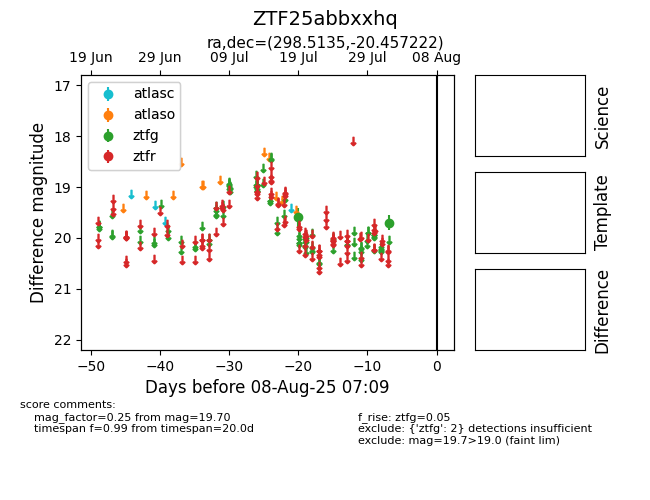 ZTF25abbxxhq
ra,dec=(298.5135,-20.457222)
19 Jun 29 Jun 09 Jul 19 Jul 29 Jul 08 Aug
17
18
19
20
21
22
Difference magnitude
atlasc
atlaso
ztfg
ztfr
−50 −40 −30 −20 −10 0
Days before 08-Aug-25 07:09
Science
Template
Difference
score comments:
mag_factor=0.25 from mag=19.70
timespan f=0.99 from timespan=20.0d
f_rise: ztfg=0.05
exclude: {'ztfg': 2} detections insufficient
exclude: mag=19.7>19.0 (faint lim)